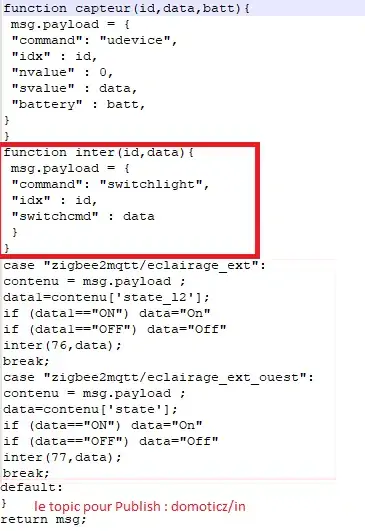 function capteur(id,data,batt){
msg.payload = {
"command": "udevice",
"idx" : id,
"nvalue" : 0,
"svalue" : data,
"battery" : batt,
}
}
function inter(id,data){
msg.payload = {
"command": "switchlight",
"idx" : id,
"switchcmd" : data
}
}
case "zigbee2mqtt/eclairage_ext":
contenu = msg.payload ;
data1=contenu['state_l2'];
if (data1=="ON") data="On"
if (data1=="OFF") data="Off"
inter(76,data);
break;
case "zigbee2mqtt/eclairage_ext_ouest":
contenu = msg.payload ;
data=contenu['state'];
if (data=="ON") data="On"
if (data=="OFF") data="Off"
inter(77,data);
break;
default:
} le topic pour Publish : domoticz/in
return msg;